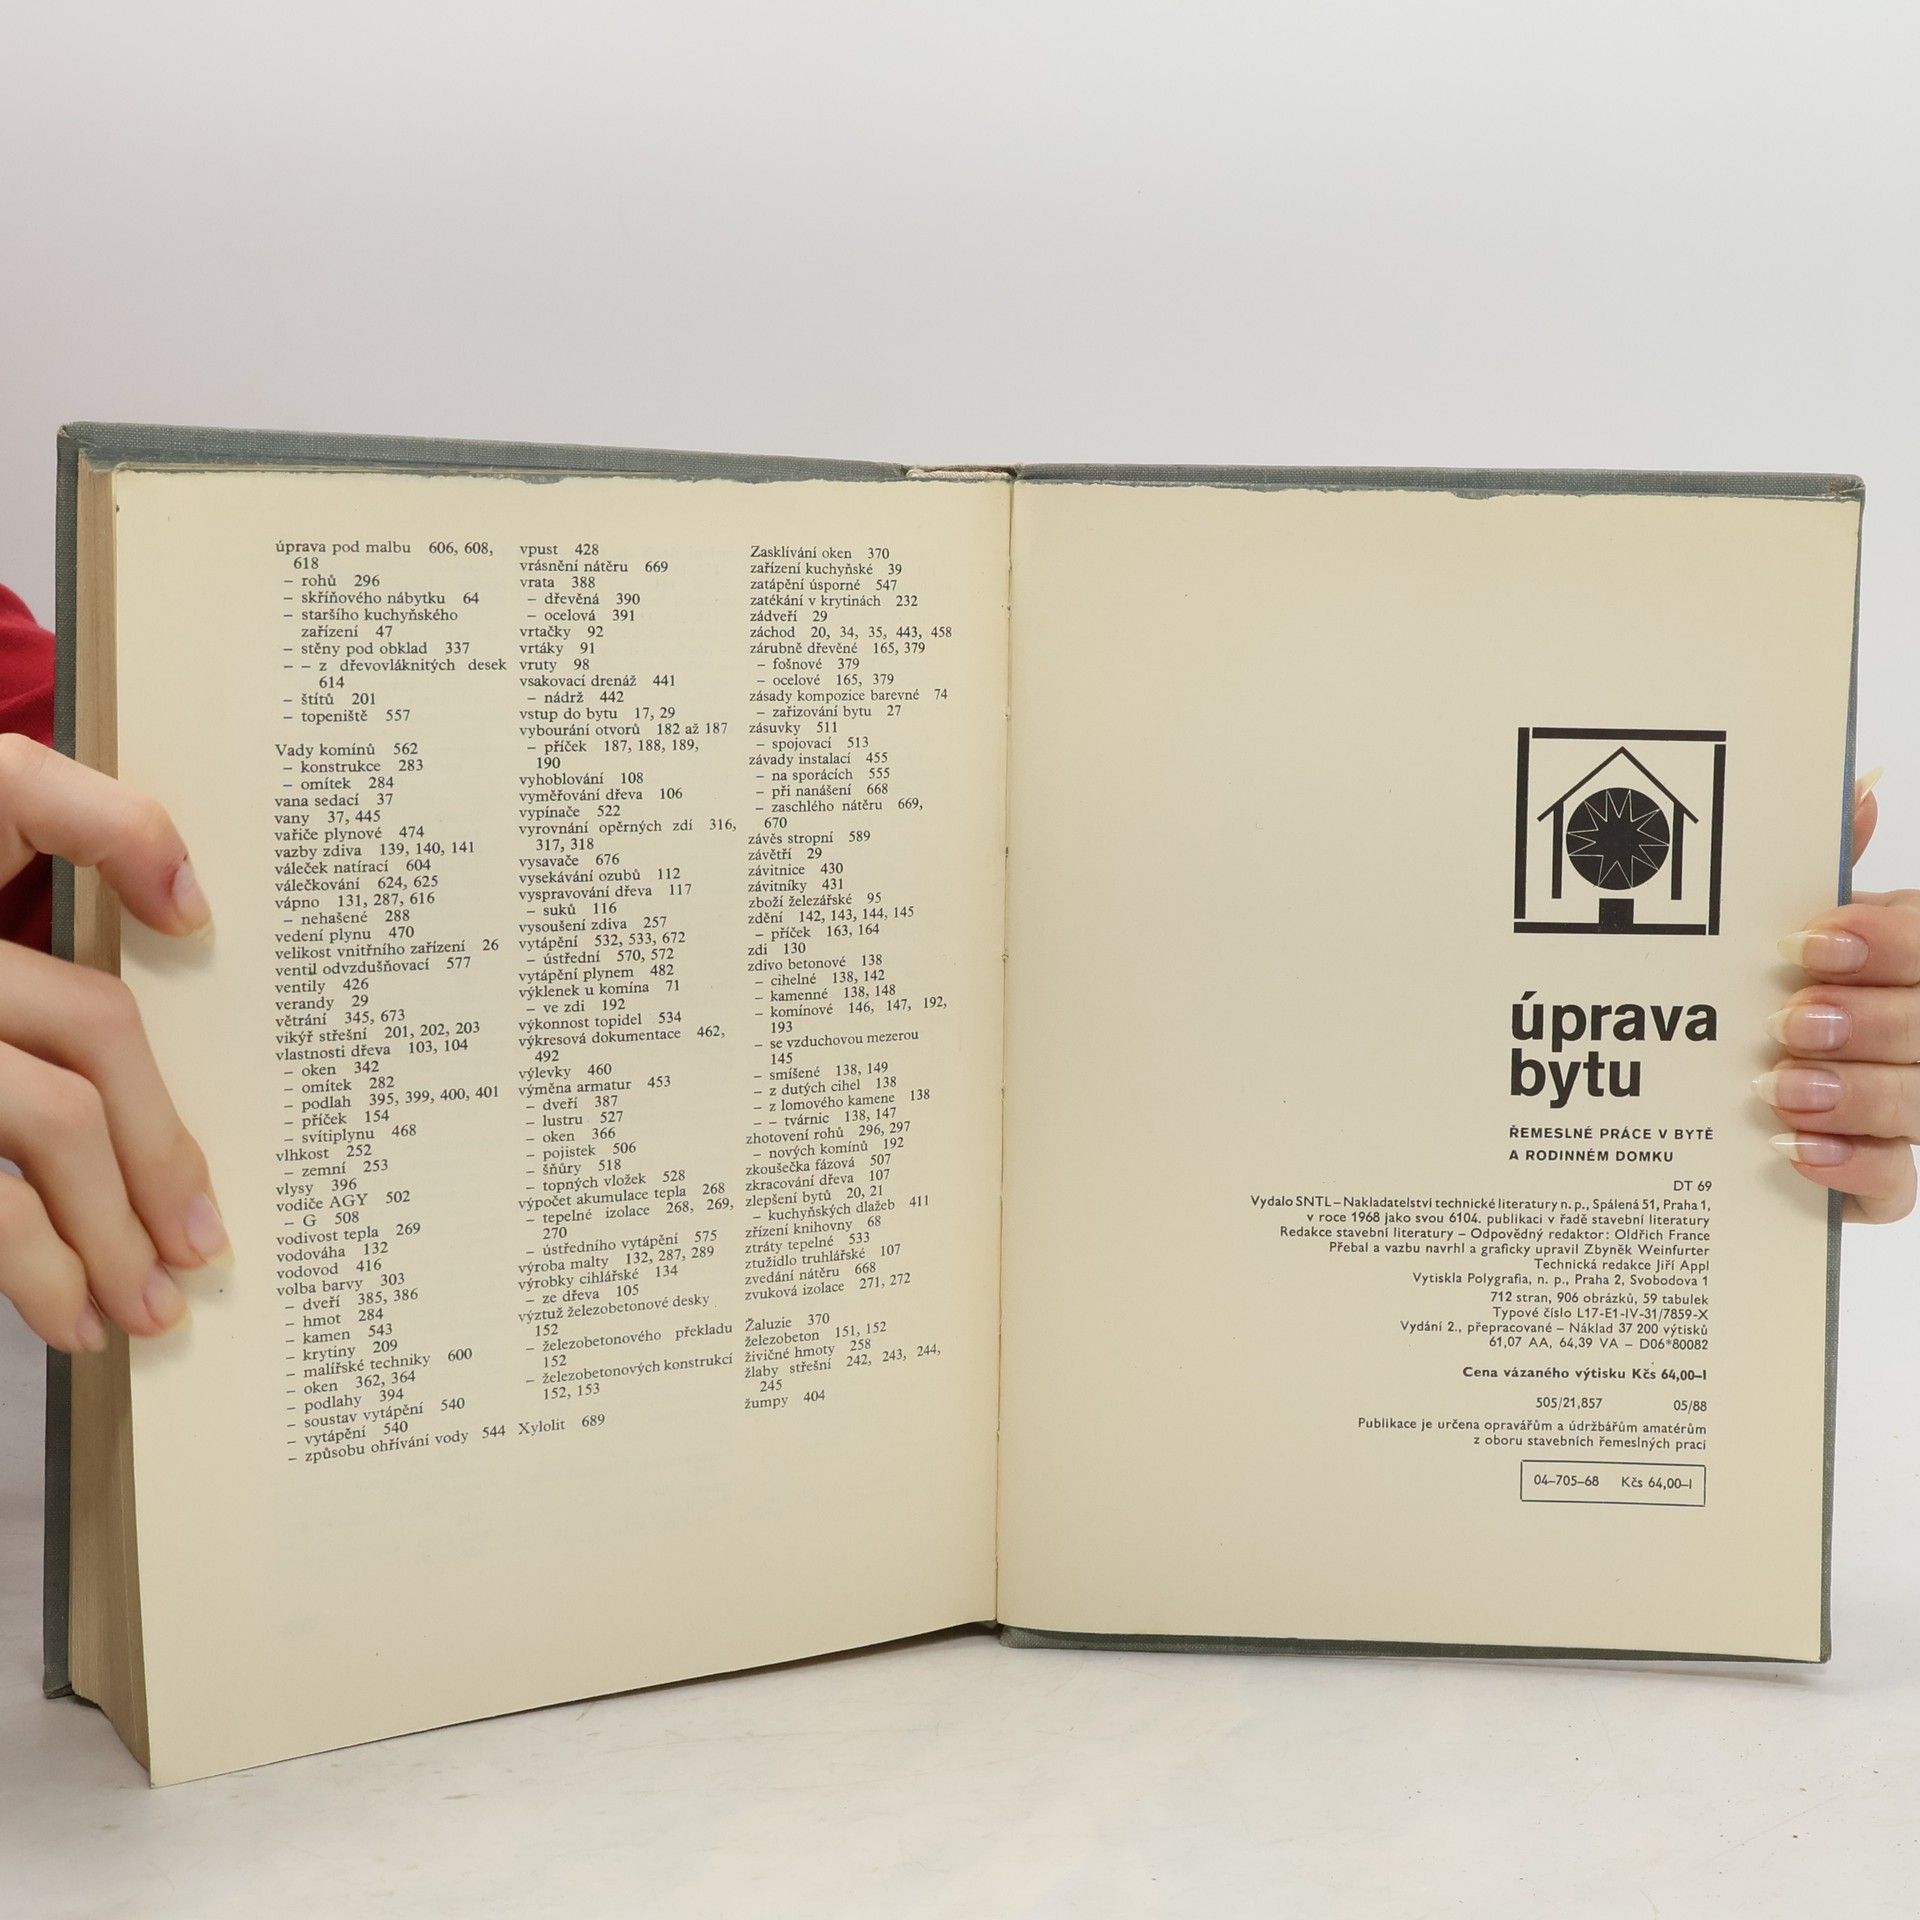 úprava pod malbu 606, 608,
618
– rohů 296
– skříňového nábytku 64
– staršího kuchyňského
zařízení 47
– stěny pod obklad 337
– – z dřevovláknitých desek
614
– štítů 201
– topeniště 557
Vady komínů 562
– konstrukce 283
– omítek 284
vana sedací 37
vany 37, 445
vařiče plynové 474
vazby zdiva 139, 140, 141
váleček natírací 604
válečkování 624, 625
vápno 131, 287, 616
– nehašené 288
vedení plynu 470
velikost vnitřního zařízení 26
ventil odvzdušňovací 577
ventily 426
verandy 29
větrání 345, 673
vikýř střešní 201, 202, 203
vlastnosti dřeva 103, 104
– oken 342
– omítek 282
– podlah 395, 399, 400, 401
– příček 154
– svítiplynu 468
vlhkost 252
– zemní 253
vlysy 396
vodiče AGY 502
– G 508
vodivost tepla 269
vodováha 132
vodovod 416
volba barvy 303
– dveří 385, 386
– hmot 284
– kamen 543
– krytiny 209
– malířské techniky 600
– oken 362, 364
– podlahy 394
– soustav vytápění 540
– vytápění 540
– způsobu ohřívání vody 544
vpust 428
vrásnění nátěru 669
vrata 388
– dřevěná 390
– ocelová 391
vrtačky 92
vrtáky 91
vruty 98
vsakovací drenáž 441
– nádrž 442
vstup do bytu 17, 29
vybourání otvorů 182 až 187
– příček 187, 188, 189,
190
vyhoblování 108
vyměřování dřeva 106
vypínače 522
vyrovnání opěrných zdí 316,
317, 318
vysavače 676
vysekávání ozubů 112
vyspravování dřeva 117
– suků 116
vysoušení zdiva 257
vytápění 532, 533, 672
– ústřední 570, 572
vytápění plynem 482
výklenek u komína 71
– ve zdi 192
výkonnost topidel 534
výkresová dokumentace 462,
492
výlevky 460
výměna armatur 453
– dveří 387
– lustru 527
– oken 366
– pojistek 506
– šňůry 518
– topných vložek 528
výpočet akumulace tepla 268
– tepelné izolace 268, 269,
270
– ústředního vytápění 575
výroba malty 132, 287, 289
výrobky cihlářské 134
– ze dřeva 105
výztuž železobetonové desky
152
– železobetonového překladu
152
– železobetonových konstrukcí
152, 153
Xylolit 689
Zasklívání oken 370
zařízení kuchyňské 39
zatápění úsporné 547
zatékání v krytinách 232
zádveří 29
záchod 20, 34, 35, 443, 458
zárubně dřevěné 165, 379
– fošnové 379
– ocelové 165, 379
zásady kompozice barevné 74
– zařizování bytu 27
zásuvky 511
– spojovací 513
závady instalací 455
– na sporácích 555
– při nanášení 668
– zaschlého nátěru 669,
670
závěs stropní 589
závětří 29
závitnice 430
závitníky 431
zboží železářské 95
zdění 142, 143, 144, 145
– příček 163, 164
zdi 130
zdivo betonové 138
– cihelné 138, 142
– kamenné 138, 148
– komínové 146, 147, 192,
193
– se vzduchovou mezerou
145
– smíšené 138, 149
– z dutých cihel 138
– z lomového kamene 138
– – tvárnic 138, 147
zhotovení rohů 296, 297
– nových komínů 192
zkoušečka fázová 507
zkracování dřeva 107
zlepšení bytů 20, 21
– kuchyňských dlažeb 411
zřízení knihovny 68
ztráty tepelné 533
ztužidlo truhlářské 107
zvedání nátěru 668
zvuková izolace 271, 272
Žaluzie 370
železobeton 151, 152
živičné hmoty 258
žlaby střešní 242, 243, 244,
245
žumpy 404
úprava
bytu
ŘEMESLNÉ PRÁCE V BYTĚ
A RODINNÉM DOMKU
DT 69
Vydalo SNTL – Nakladatelství technické literatury n. p., Spálená 51, Praha 1,
v roce 1968 jako svou 6104. publikaci v řadě stavební literatury
Redakce stavební literatury – Odpovědný redaktor: Oldřich France
Přebal a vazbu navrhl a graficky upravil Zbyněk Weinfurter
Technická redakce Jiří Appl
Vytiskla Polygrafia, n. p., Praha 2, Svobodova 1
712 stran, 906 obrázků, 59 tabulek
Typové číslo L17-E1-IV-31/7859-X
Vydání 2., přepracované – Náklad 37 200 výtisků
61,07 AA, 64,39 VA – D06*80082
Cena vázaného výtisku Kčs 64,00–I
505/21,857 05/88
Publikace je určena opravářům a údržbářům amatérům
z oboru stavebních řemeslných prací
04–705–68 Kčs 64,00–I